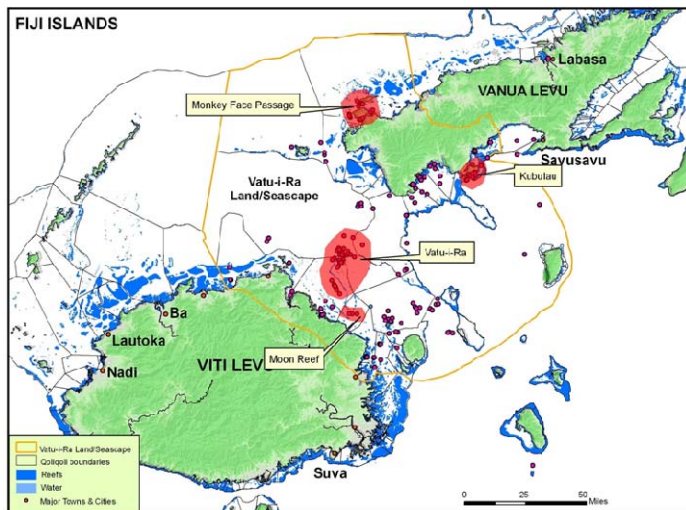 FIJI ISLANDS
Labasa
Monkey Face Passage
VANUA LEVU
Savusavu
Kubulau
Vatu-i-Ra
Land/Seascape
Vatu-i-Ra
Ba
Lautoka
VITI LEV
Moon Reef
Nadi
Suva
Vatu-i-Ra Land/Seascape
Qoliqoli boundaries
Reefs
Water
Major Towns & Cities
0 25 50
Miles